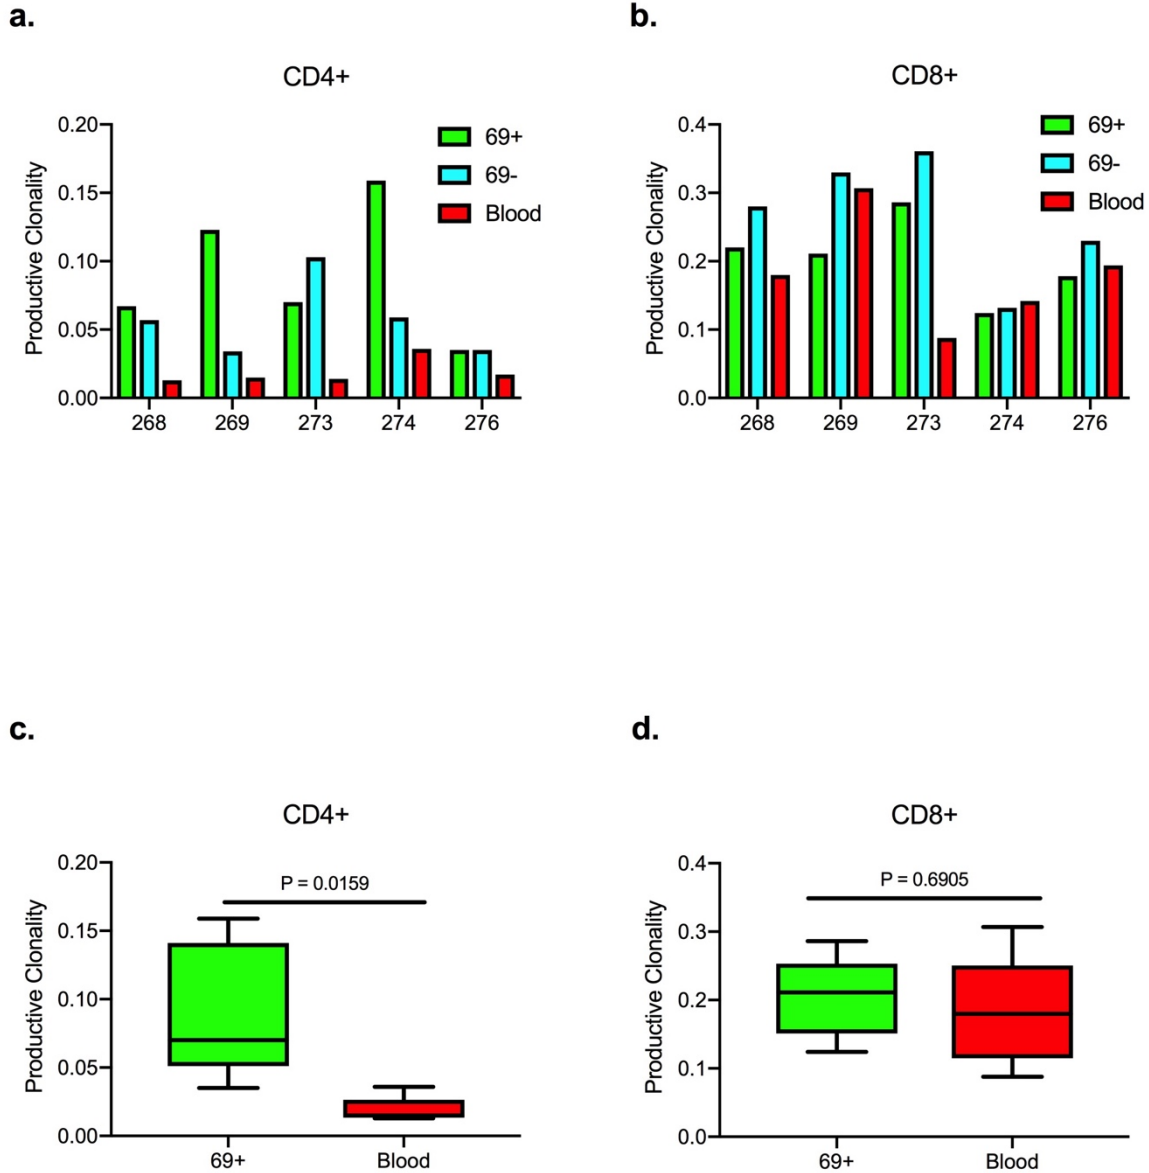 a.
CD4+
Productive Clonality
0.20
0.15
0.10
0.05
0.00
69+
69-
Blood
268 269 273 274 276
b.
CD8+
Productive Clonality
0.4
0.3
0.2
0.1
0.0
69+
69-
Blood
268 269 273 274 276
c.
CD4+
Productive Clonality
0.20
0.15
0.10
0.05
0.00
P = 0.0159
69+ Blood
d.
CD8+
Productive Clonality
0.4
0.3
0.2
0.1
0.0
P = 0.6905
69+ Blood